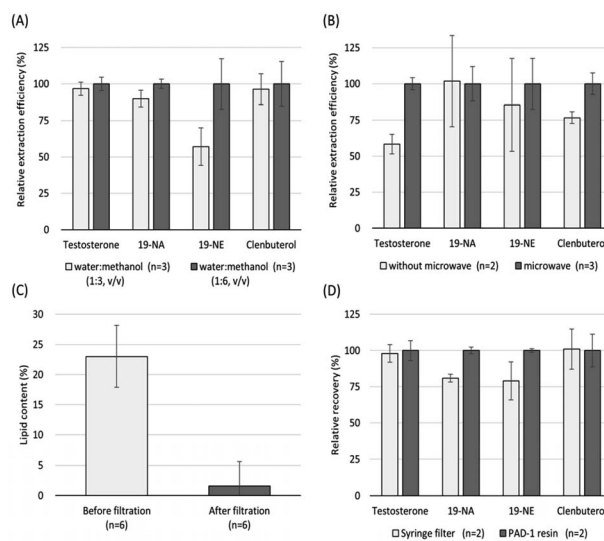 (A)
Relative extraction efficiency (%)
125
100
75
50
25
0
Testosterone 19-NA 19-NE Clenbuterol
water:methanol (n=3) water:methanol (n=3)
(1:3, v/v) (1:6, v/v)
(B)
Relative extraction efficiency (%)
125
100
75
50
25
0
Testosterone 19-NA 19-NE Clenbuterol
without microwave (n=2) microwave (n=3)
(C)
Lipid content (%)
30
25
20
15
10
5
0
Before filtration After filtration
(n=6) (n=6)
(D)
Relative recovery (%)
125
100
75
50
25
0
Testosterone 19-NA 19-NE Clenbuterol
Syringe filter (n=2) PAD-1 resin (n=2)